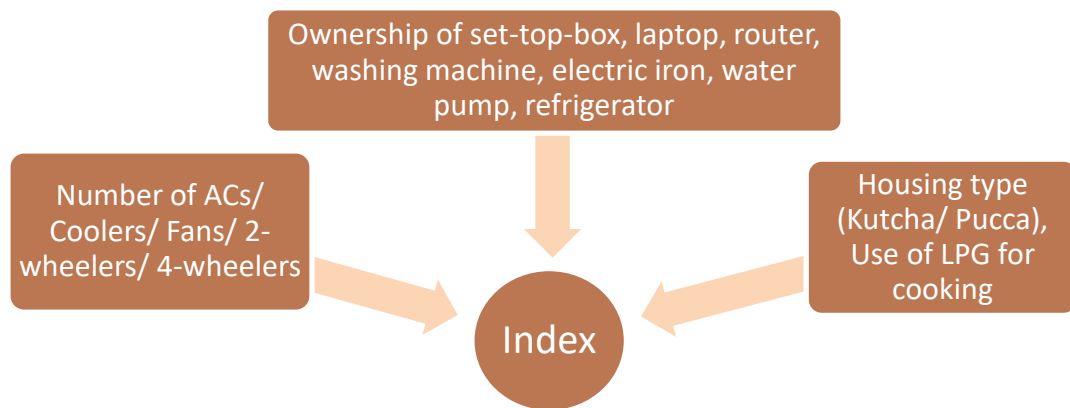 Ownership of set-top-box, laptop, router,
washing machine, electric iron, water
pump, refrigerator
Number of ACs/
Coolers/ Fans/ 2-
wheelers/ 4-wheelers
Housing type
(Kutcha/ Pucca),
Use of LPG for
cooking
Index